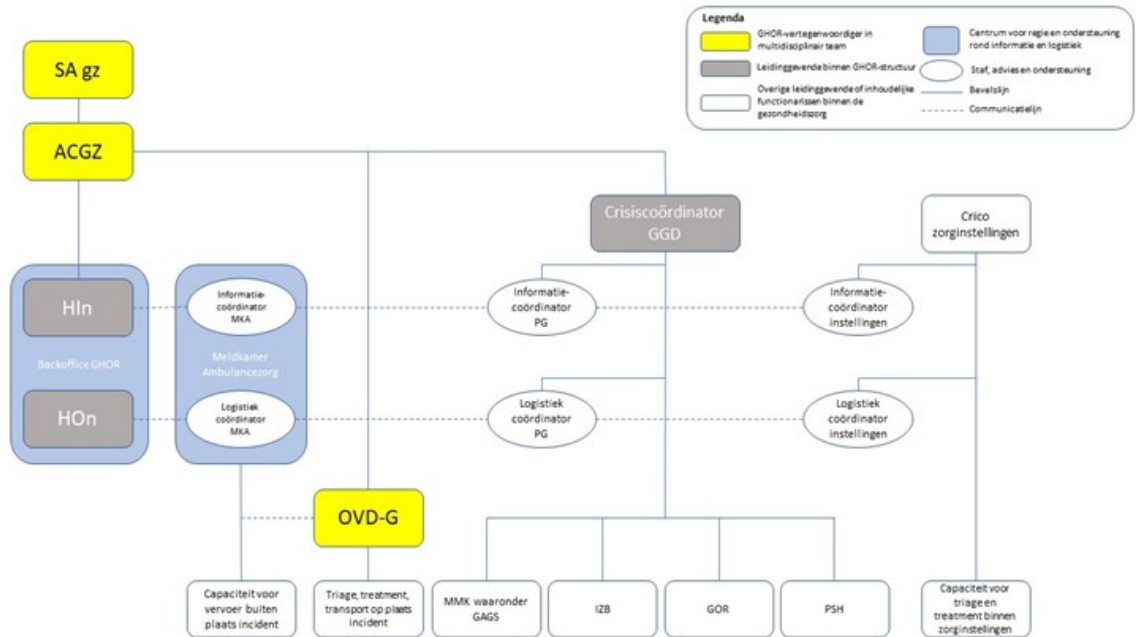 Legenda
GHOR-vertegenwoordiger in
multidisciplinair team
Leidinggevende binnen GHOR-structuur
Overige leidinggevende of inhoudelijke
functionarissen binnen de
gezondheidszorg
Centrum voor regie en ondersteuning
rond informatie en logistiek
Staf, advies en ondersteuning
Bevelslijn
Communicatielijn
SA gz
ACGZ
Crisiscoördinator
GGD
Crico
zorginstellingen
HIn
Informatie-
coördinator
MKA
Informatie-
coördinator
PG
Informatie-
coördinator
instellingen
Backoffice GHOR
Meldkamer
Ambulancezorg
HOn
Logistiek
coördinator
MKA
Logistiek
coördinator
PG
Logistiek
coördinator
instellingen
OVD-G
Capaciteit voor
vervoer buiten
plaats incident
Triage, treatment,
transport op plaats
incident
MMK waaronder
GAGS
IZB
GOR
PSH
Capaciteit voor
triage en
treatment binnen
zorginstellingen